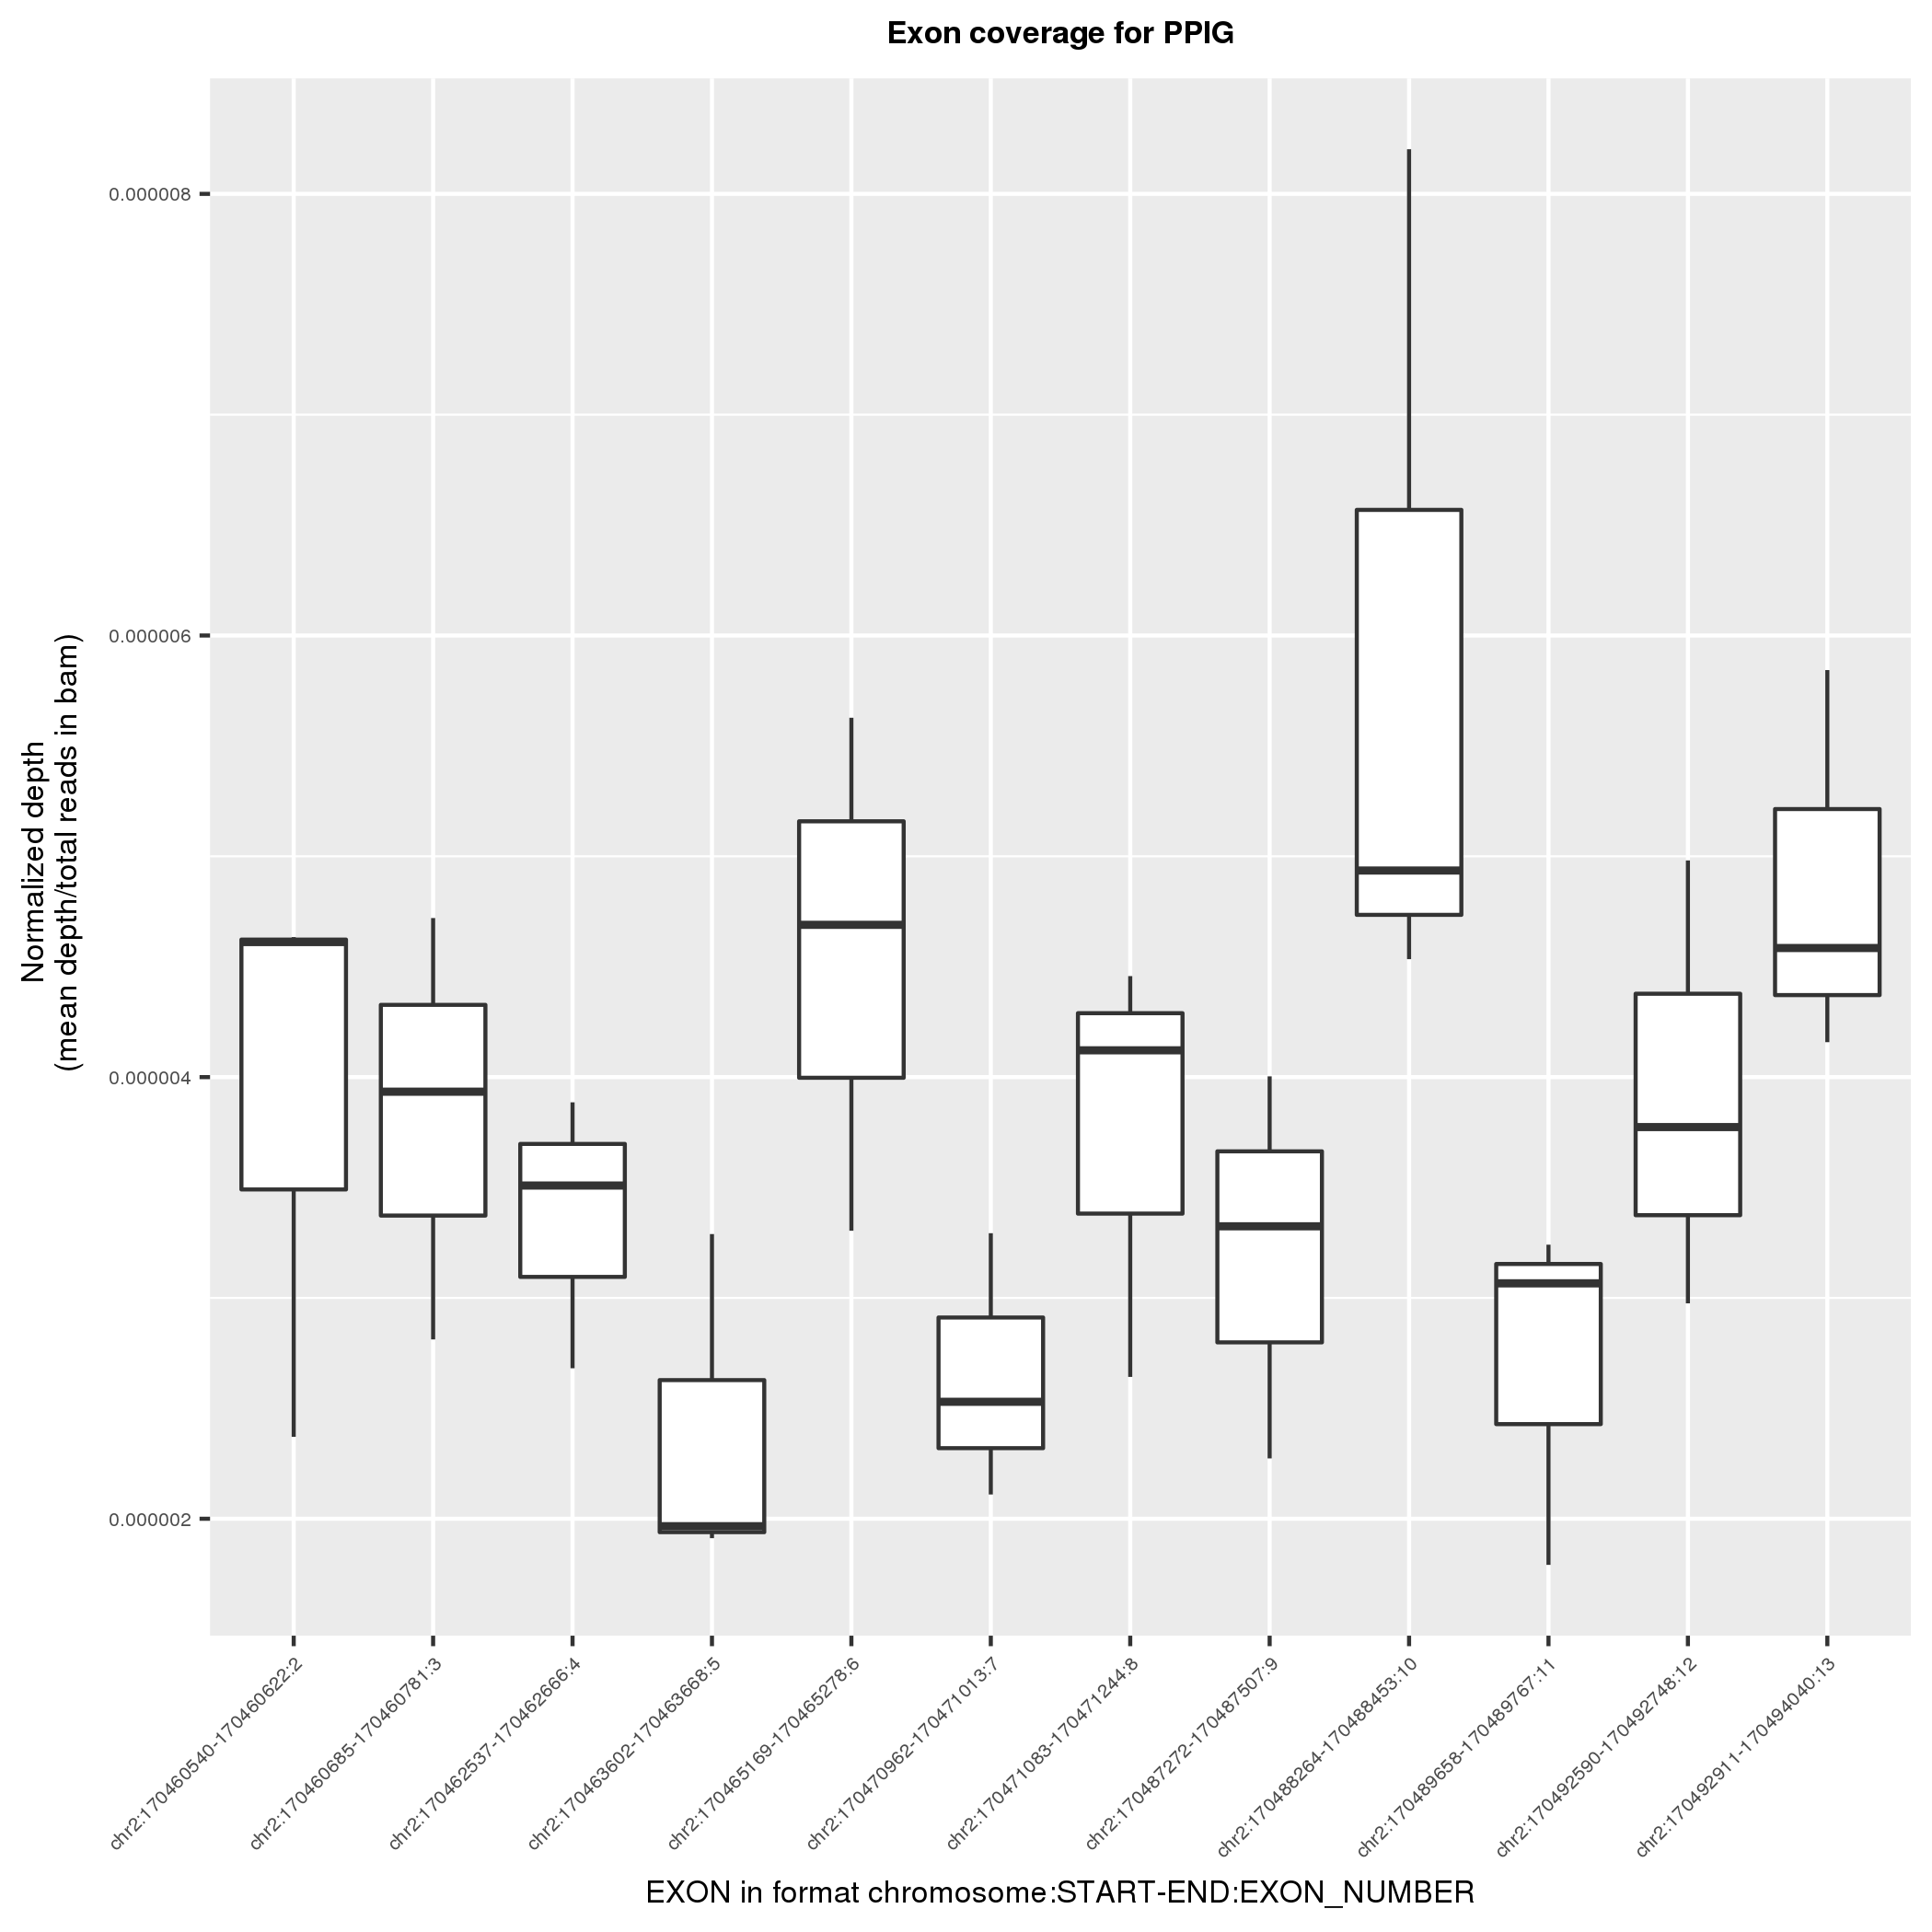 Exon coverage for PPIG
Normalized depth
(mean depth/total reads in bam)
0.000008
0.000006
0.000004
0.000002
chr2:170460540-170460622:2
chr2:170460685-170460781:3
chr2:170462537-170462666:4
chr2:170463602-170463668:5
chr2:170465169-170465278:6
chr2:170470962-170471013:7
chr2:170471083-170471244:8
chr2:170487272-170487507:9
chr2:170488264-170488453:10
chr2:170489658-170489767:11
chr2:170492590-170492748:12
chr2:170492911-170494040:13
EXON in format chromosome:START-END:EXON_NUMBER